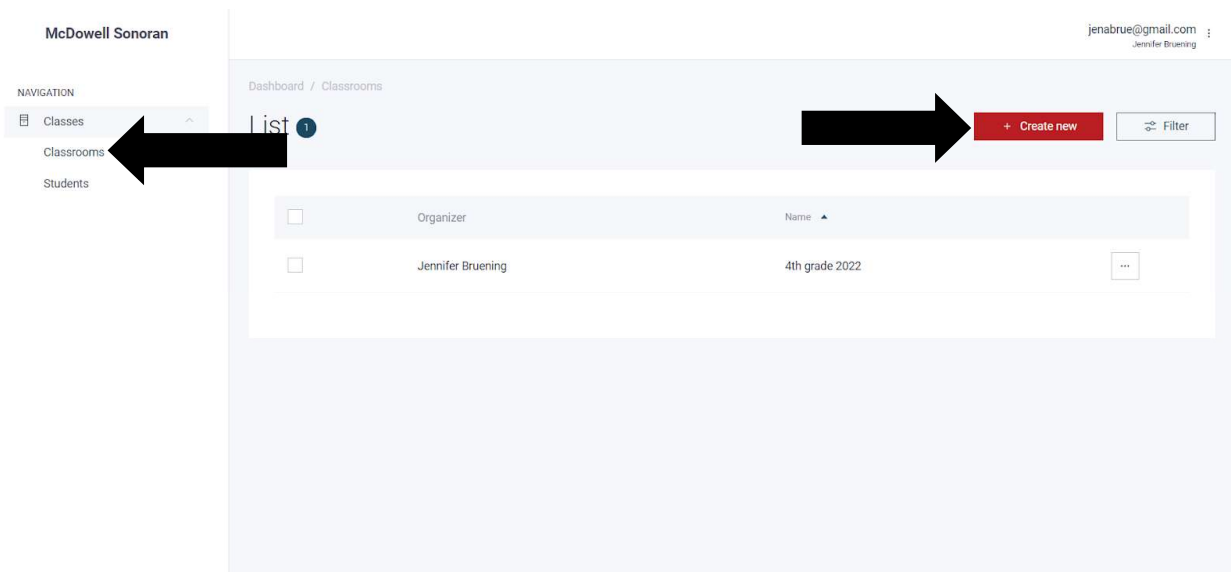 McDowell Sonoran
jenabrue@gmail.com
Jennifer Bruening
NAVIGATION
Classes
Classrooms
Students
Dashboard / Classrooms
List 1
+ Create new
Filter
Organizer
Name
Jennifer Bruening
4th grade 2022